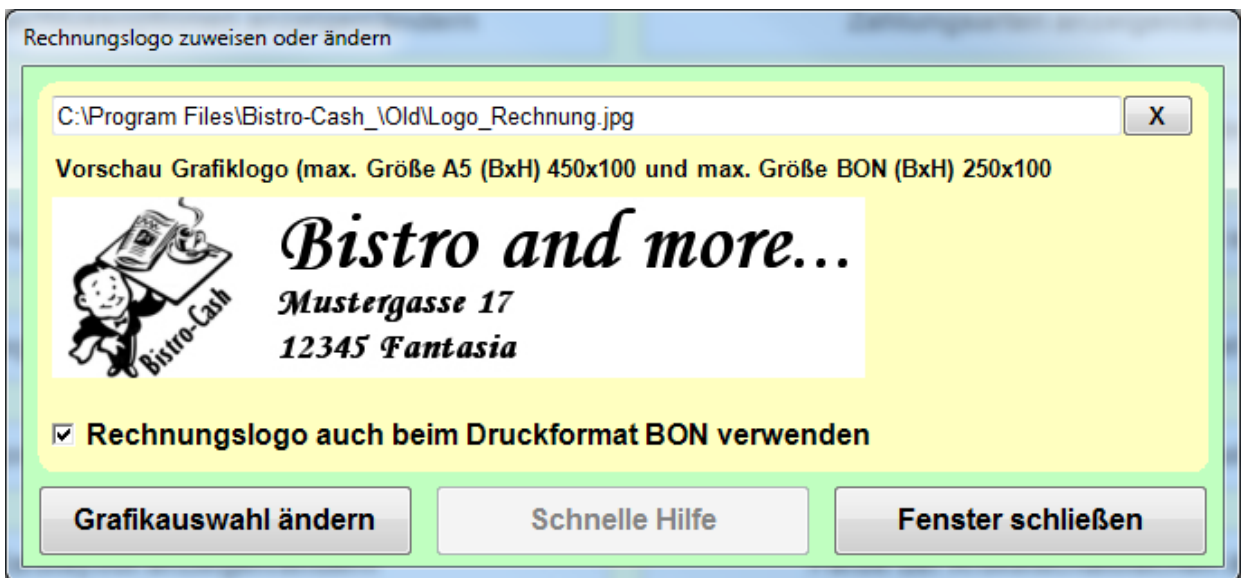 Rechnungslogo zuweisen oder ändern
C:\Program Files\Bistro-Cash_\Old\Logo_Rechnung.jpg X
Vorschau Grafiklogo (max. Größe A5 (BxH) 450x100 und max. Größe BON (BxH) 250x100
Bistro and more...
Mustergasse 17
12345 Fantasia
Bistro-Cash
Rechnungslogo auch beim Druckformat BON verwenden
Grafikauswahl ändern Schnelle Hilfe Fenster schließen